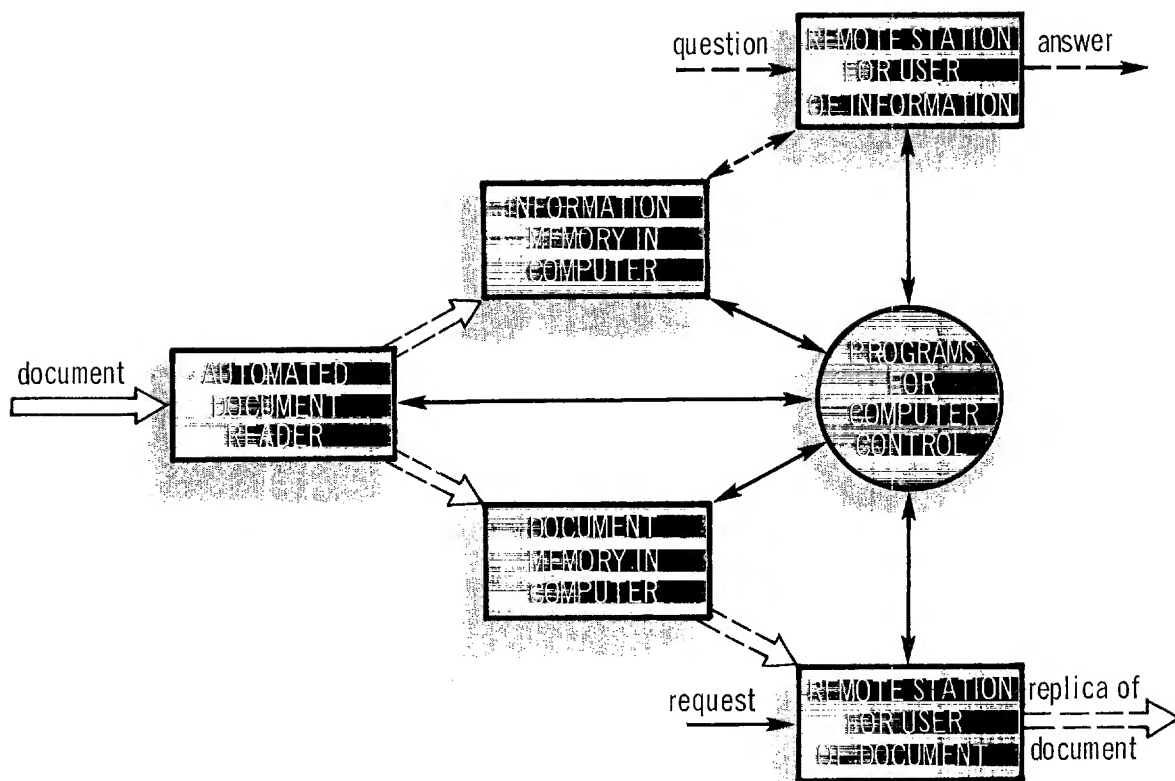 question
REMOTE STATION
FOR USER
OF INFORMATION
answer
INFORMATION
MEMORY IN
COMPUTER
document
AUTOMATED
DOCUMENT
READER
PROGRAMS
FOR
COMPUTER
CONTROL
DOCUMENT
MEMORY IN
COMPUTER
request
REMOTE STATION
FOR USER
OF DOCUMENT
replica of
document